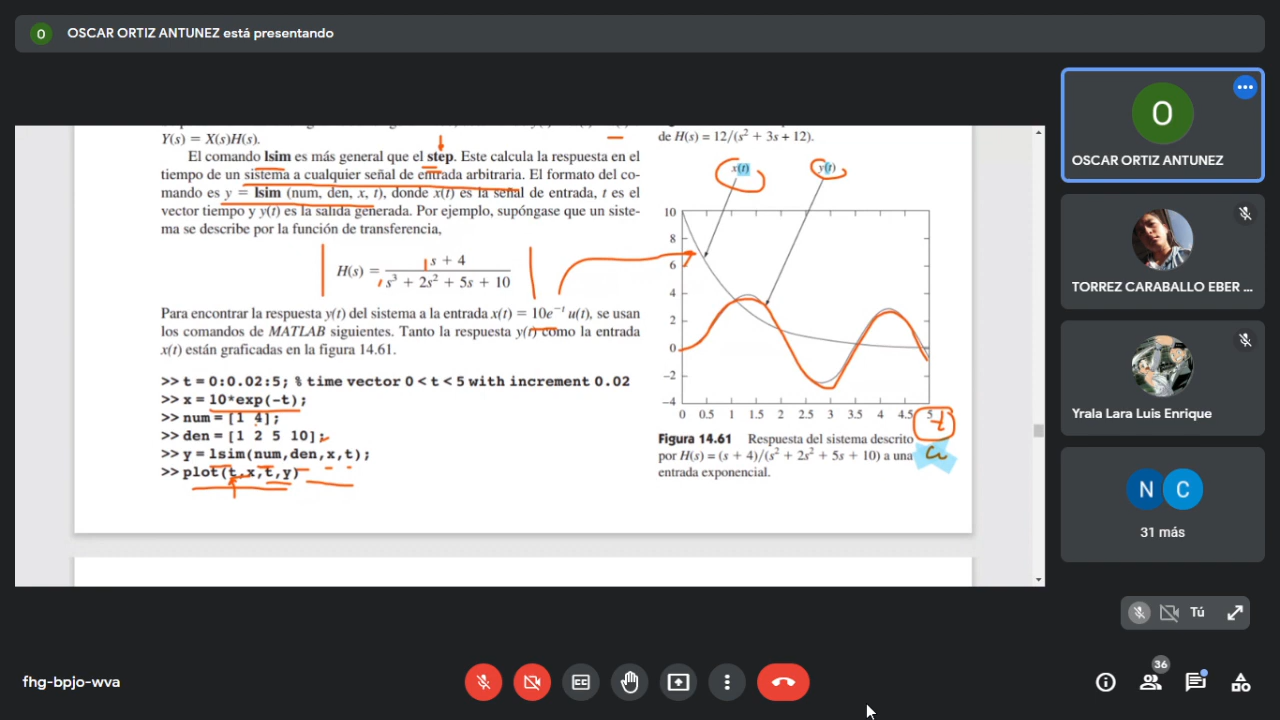 O
OSCAR ORTIZ ANTUNEZ está presentando
Y(s) = X(s)H(s).
El comando lsim es más general que el step. Este calcula la respuesta en el
tiempo de un sistema a cualquier señal de entrada arbitraria. El formato del co-
mando es y = lsim (num, den, x, t), donde x(t) es la señal de entrada, t es el
vector tiempo y y(t) es la salida generada. Por ejemplo, supóngase que un siste-
ma se describe por la función de transferencia,
H(s) = s + 4
s³ + 2s² + 5s + 10
Para encontrar la respuesta y(t) del sistema a la entrada x(t) = 10e⁻ᵗ u(t), se usan
los comandos de MATLAB siguientes. Tanto la respuesta y(t) como la entrada
x(t) están graficadas en la figura 14.61.
>> t = 0:0.02:5; % time vector 0 < t < 5 with increment 0.02
>> x = 10*exp(-t);
>> num = [1 4];
>> den = [1 2 5 10];
>> y = lsim(num,den,x,t);
>> plot(t,x,t,y)
de H(s) = 12/(s² + 3s + 12).
x(t)
y(t)
10
8
6
4
2
0
−2
−4
0 0.5 1 1.5 2 2.5 3 3.5 4 4.5 5
t
Figura 14.61 Respuesta del sistema descrito
por H(s) = (s + 4)/(s³ + 2s² + 5s + 10) a una
entrada exponencial.
O
OSCAR ORTIZ ANTUNEZ
TORREZ CARABALLO EBER ...
Yrala Lara Luis Enrique
N C
31 más
Tú
fhg-bpjo-wva
36